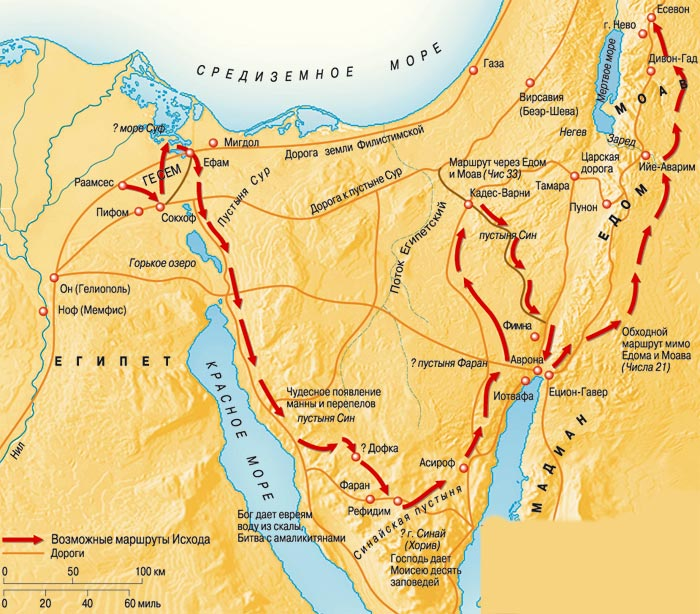 СРЕДИЗЕМНОЕ МОРЕ
Есевон
г. Нево
Газа
Мертвое море
Дивон-Гад
МОАВ
Вирсавия
(Беэр-Шева)
? море Суф
Мигдол
Негев
Заред
Дорога земли Филистимской
Ефам
ГЕСЕМ
Маршрут через Едом
и Моав (Чис 33)
Царская
дорога
Ийе-Аварим
Раамсес
Пустыня Сур
Дорога к пустыне Сур
Кадес-Варни
Тамара
Пифом
Сокхоф
Пунон
ЕДОМ
пустыня Син
Поток Египетский
Горькое озеро
Он (Гелиополь)
Ноф (Мемфис)
Фимна
Обходной
маршрут мимо
Едома и Моава
(Числа 21)
ЕГИПЕТ
? пустыня Фаран
Аврона
КРАСНОЕ МОРЕ
Иотвафа
Ецион-Гавер
Чудесное появление
манны и перепелов
пустыня Син
Нил
? Дофка
Асироф
МАДИАН
Фаран
Рефидим
Синайская пустыня
Бог дает евреям
воду из скалы,
Битва с амаликитянами
? г. Синай
(Хорив)
Господь дает
Моисею десять
заповедей
Возможные маршруты Исхода
Дороги
0 50 100 км
0 20 40 60 миль